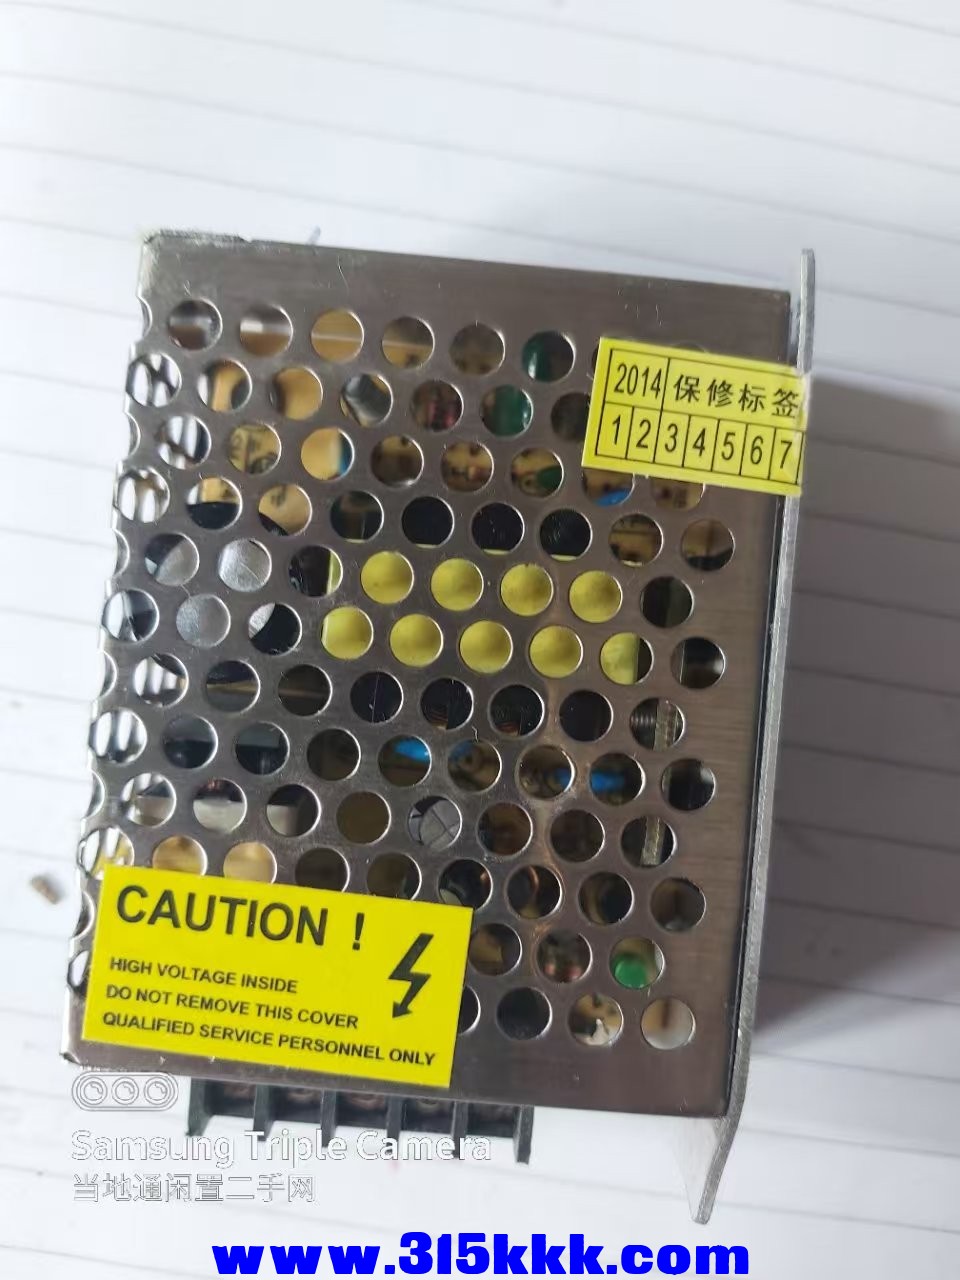 2014 保修标签
1 2 3 4 5 6 7
CAUTION !
HIGH VOLTAGE INSIDE
DO NOT REMOVE THIS COVER
QUALIFIED SERVICE PERSONNEL ONLY
Samsung Triple Camera
当地通闲置二手网
www.315kkk.com